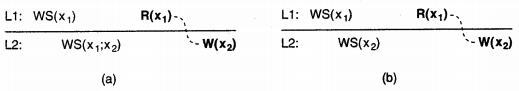 L1: WS(x₁) R(x₁) L1: WS(x₁) R(x₁)
L2: WS(x₁;x₂) W(x₂) L2: WS(x₂) W(x₂)
(a) (b)